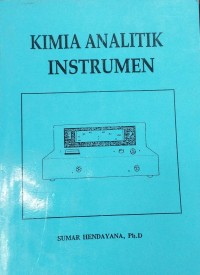 KIMIA ANALITIK
INSTRUMEN
SUMAR HENDAYANA, Ph.D